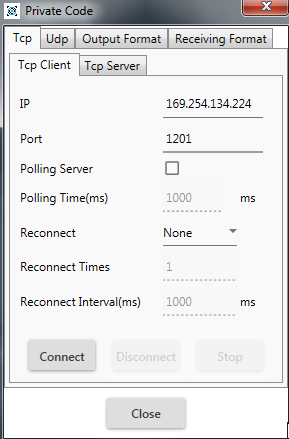 Private Code
Tcp Udp Output Format Receiving Format
Tcp Client Tcp Server
IP 169.254.134.224
Port 1201
Polling Server
Polling Time(ms) 1000 ms
Reconnect None
Reconnect Times 1
Reconnect Interval(ms) 1000 ms
Connect Disconnect Stop
Close